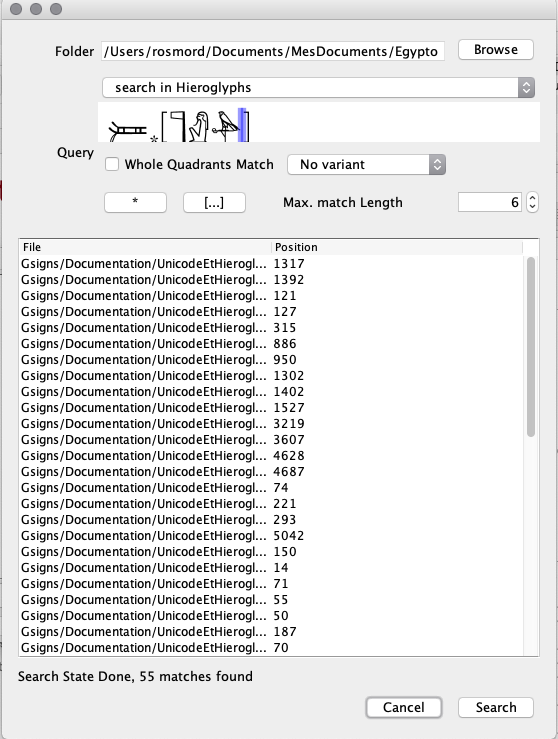 Folder /Users/rosmord/Documents/MesDocuments/Egypto Browse
search in Hieroglyphs
*[𓊹𓀭𓅆]
Query
Whole Quadrants Match No variant
* [...] Max. match Length 6
File Position
Gsigns/Documentation/UnicodeEtHierogl... 1317
Gsigns/Documentation/UnicodeEtHierogl... 1392
Gsigns/Documentation/UnicodeEtHierogl... 121
Gsigns/Documentation/UnicodeEtHierogl... 127
Gsigns/Documentation/UnicodeEtHierogl... 315
Gsigns/Documentation/UnicodeEtHierogl... 886
Gsigns/Documentation/UnicodeEtHierogl... 950
Gsigns/Documentation/UnicodeEtHierogl... 1302
Gsigns/Documentation/UnicodeEtHierogl... 1402
Gsigns/Documentation/UnicodeEtHierogl... 1527
Gsigns/Documentation/UnicodeEtHierogl... 3219
Gsigns/Documentation/UnicodeEtHierogl... 3607
Gsigns/Documentation/UnicodeEtHierogl... 4628
Gsigns/Documentation/UnicodeEtHierogl... 4687
Gsigns/Documentation/UnicodeEtHierogl... 74
Gsigns/Documentation/UnicodeEtHierogl... 221
Gsigns/Documentation/UnicodeEtHierogl... 293
Gsigns/Documentation/UnicodeEtHierogl... 5042
Gsigns/Documentation/UnicodeEtHierogl... 150
Gsigns/Documentation/UnicodeEtHierogl... 14
Gsigns/Documentation/UnicodeEtHierogl... 71
Gsigns/Documentation/UnicodeEtHierogl... 55
Gsigns/Documentation/UnicodeEtHierogl... 50
Gsigns/Documentation/UnicodeEtHierogl... 187
Gsigns/Documentation/UnicodeEtHierogl... 70
Search State Done, 55 matches found
Cancel Search